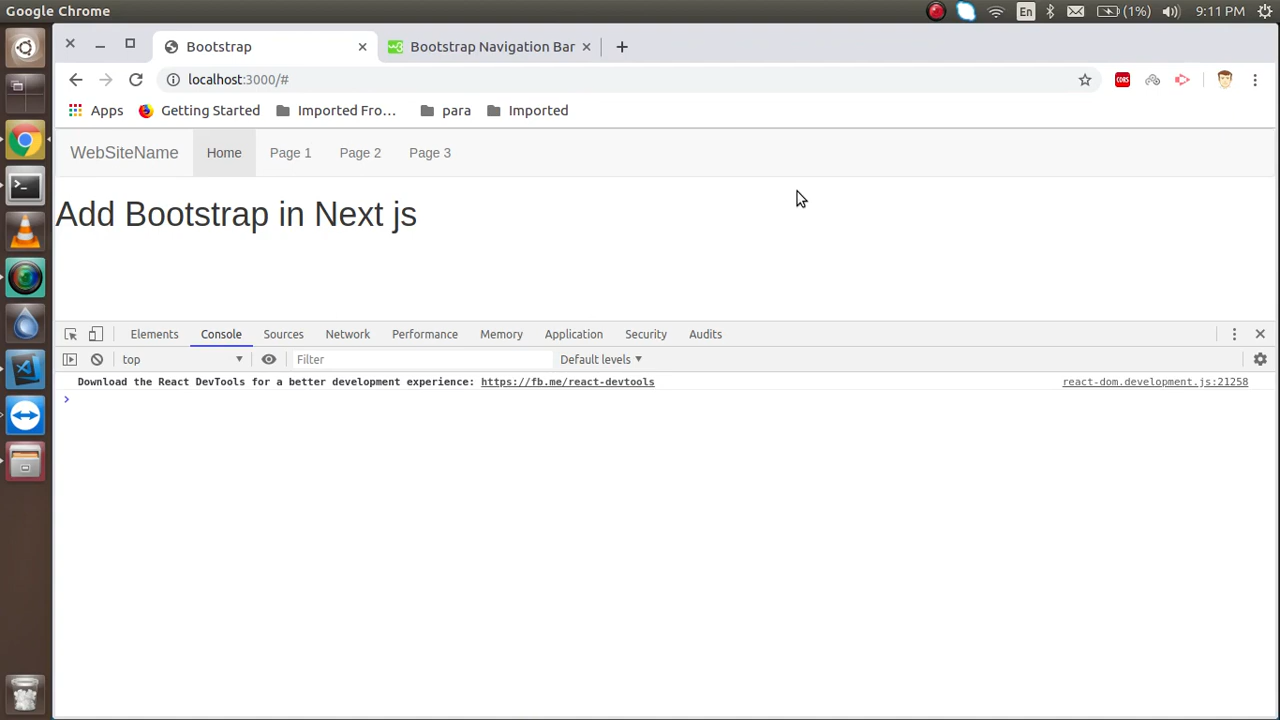 Google Chrome En (1%) 9:11 PM
Bootstrap Bootstrap Navigation Bar
localhost:3000/# CORS
Apps Getting Started Imported Fro... para Imported
WebSiteName Home Page 1 Page 2 Page 3
Add Bootstrap in Next js
Elements Console Sources Network Performance Memory Application Security Audits
top Filter Default levels
Download the React DevTools for a better development experience: https://fb.me/react-devtools react-dom.development.js:21258